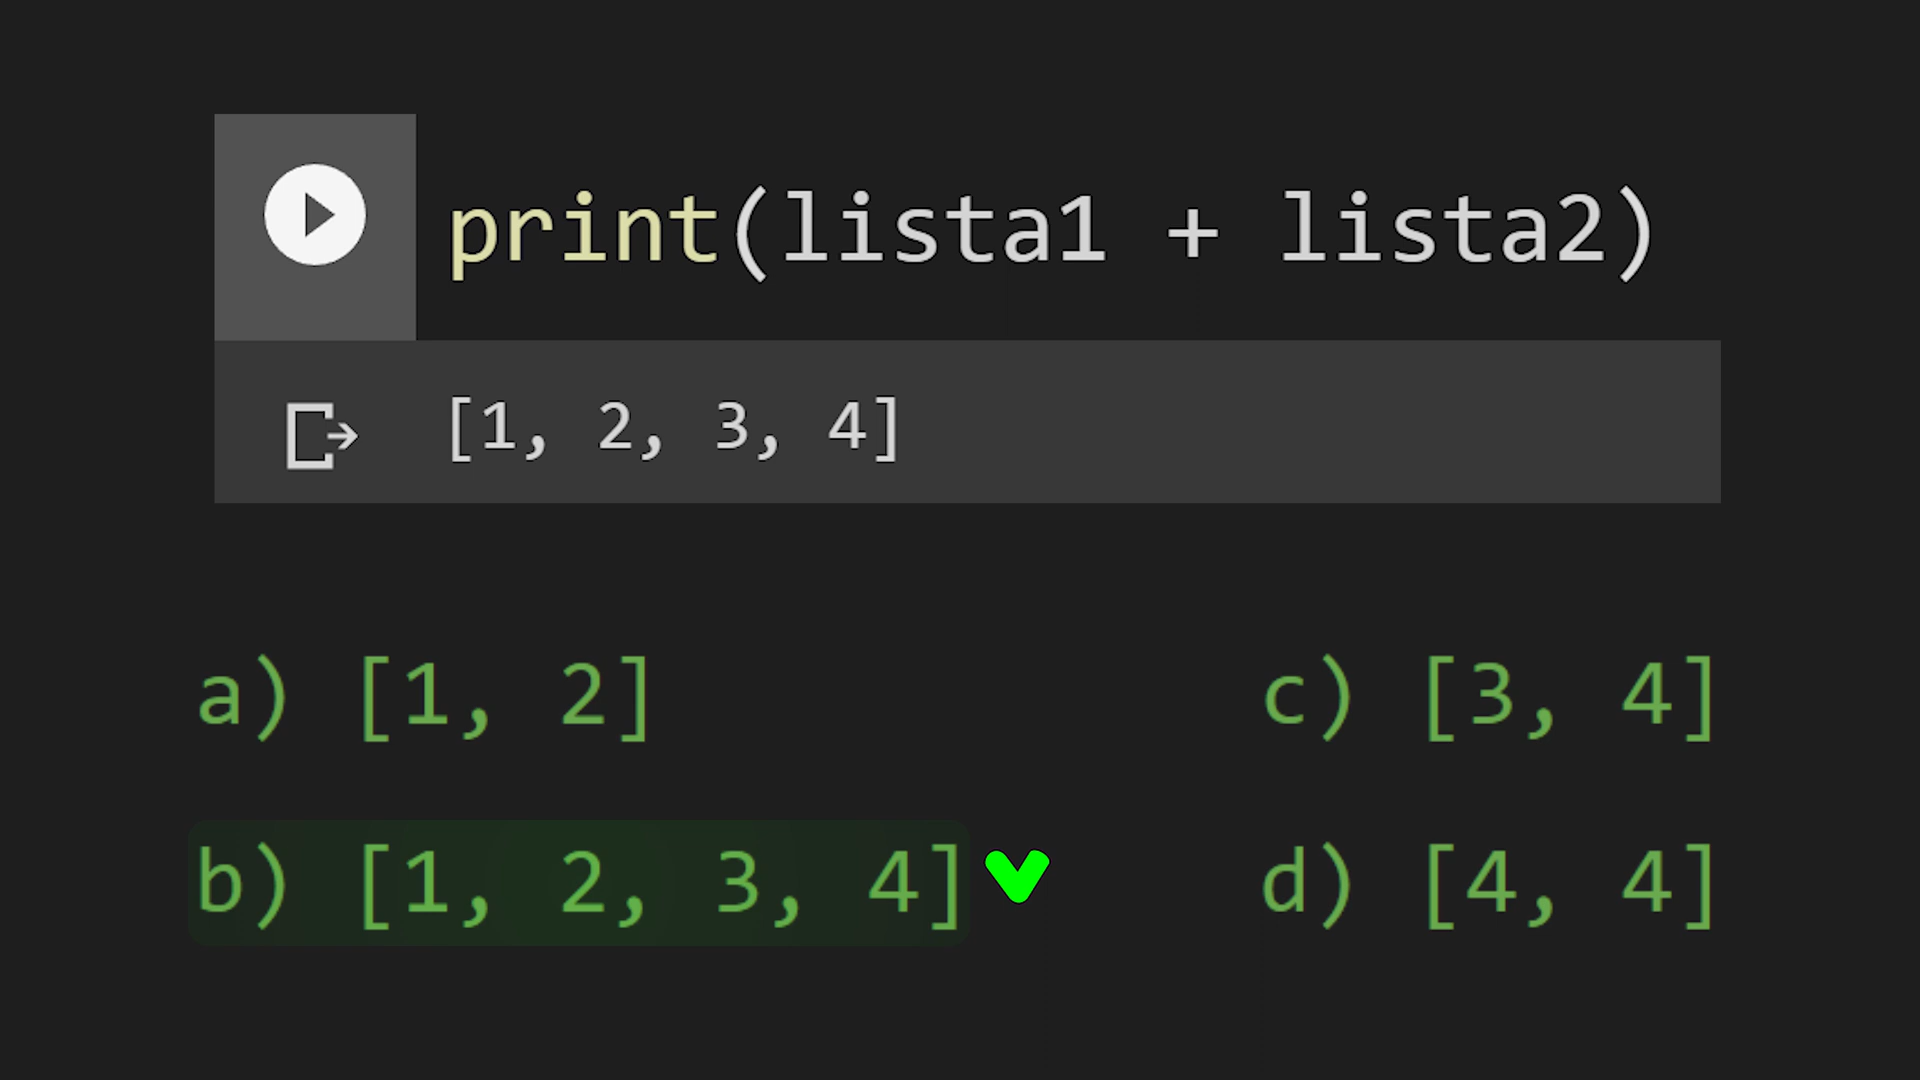 print(lista1 + lista2)
[1, 2, 3, 4]
a) [1, 2]
b) [1, 2, 3, 4]
c) [3, 4]
d) [4, 4]